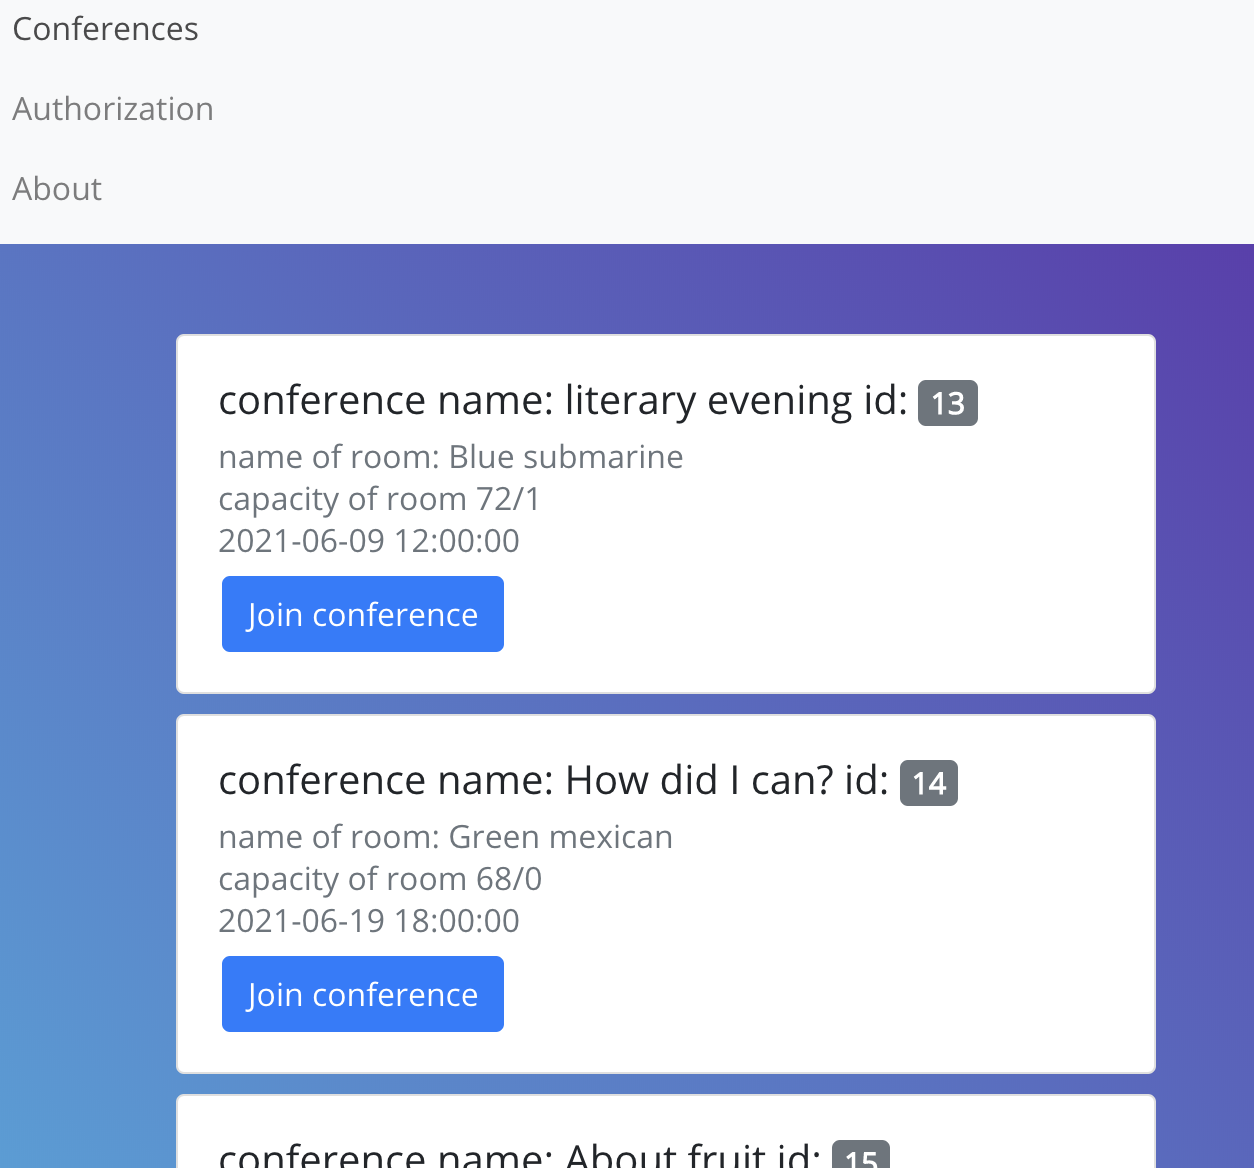 Conferences
Authorization
About
conference name: literary evening id: 13
name of room: Blue submarine
capacity of room 72/1
2021-06-09 12:00:00
Join conference
conference name: How did I can? id: 14
name of room: Green mexican
capacity of room 68/0
2021-06-19 18:00:00
Join conference
conference name: About fruit id: 15